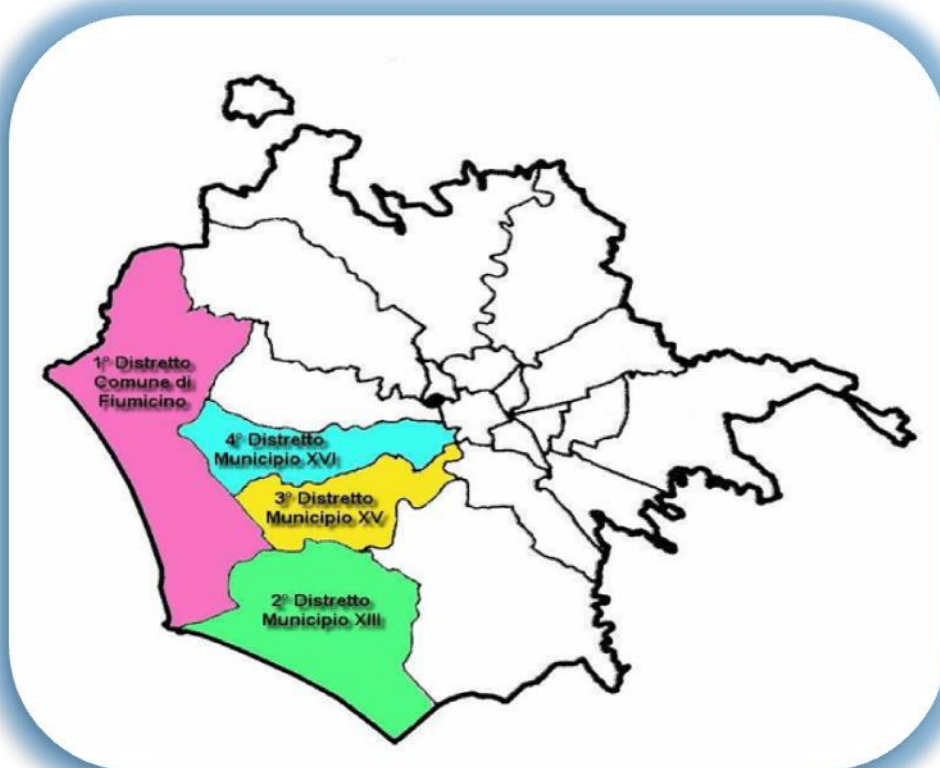 1° Distretto
Comune di
Fiumicino
4° Distretto
Municipio XVI
3° Distretto
Municipio XV
2° Distretto
Municipio XIII